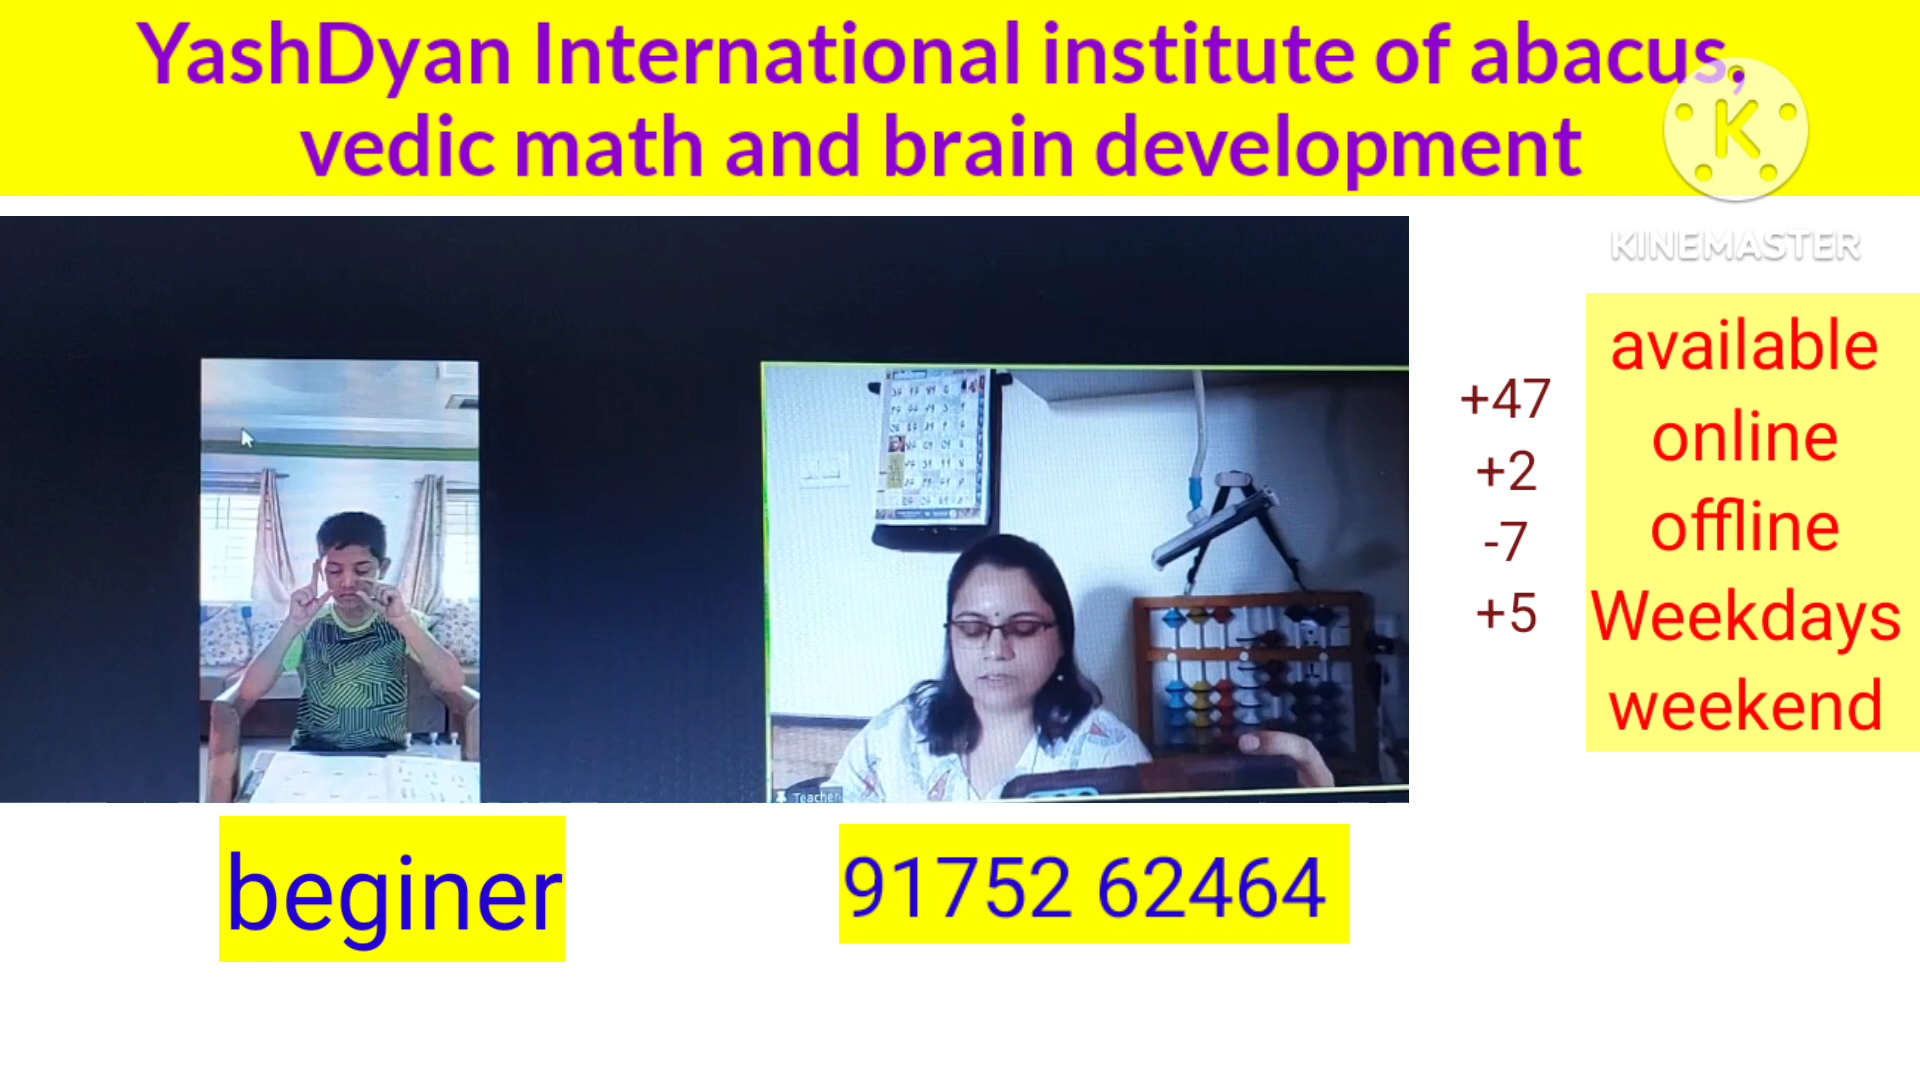 YashDyan International institute of abacus,
vedic math and brain development
K
KINEMASTER
available
online
offline
Weekdays
weekend
+47
+2
-7
+5
Teacher
beginer
91752 62464